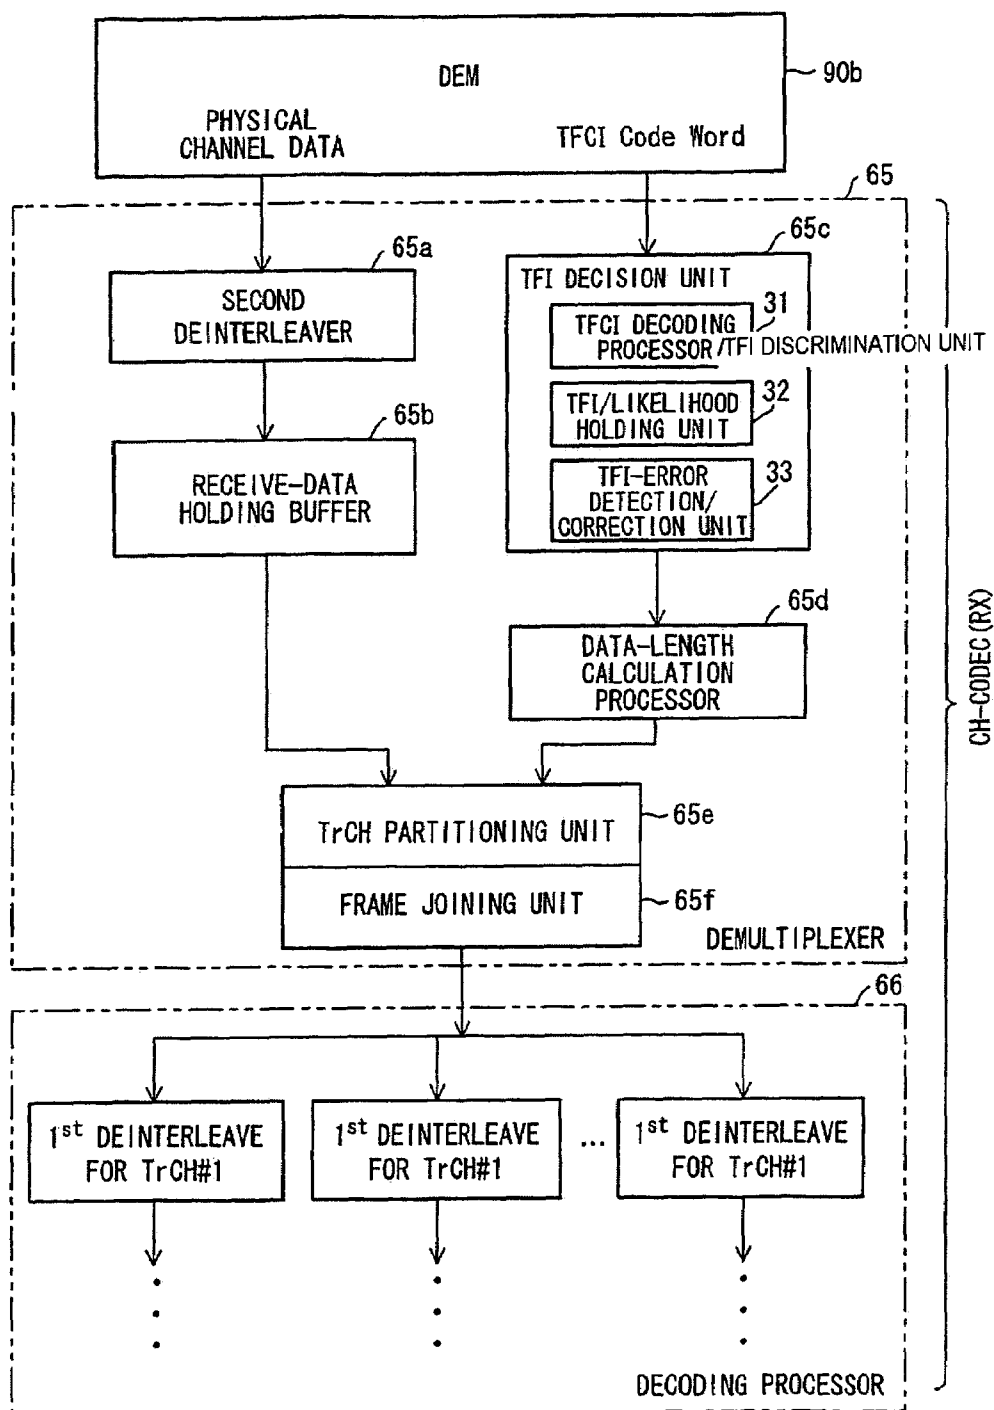 DEM
90b
PHYSICAL
CHANNEL DATA
TFCI Code Word
65
65a
SECOND
DEINTERLEAVER
65b
RECEIVE-DATA
HOLDING BUFFER
65c
TFI DECISION UNIT
31
TFCI DECODING
PROCESSOR/TFI DISCRIMINATION UNIT
32
TFI/LIKELIHOOD
HOLDING UNIT
33
TFI-ERROR
DETECTION/
CORRECTION UNIT
65d
DATA-LENGTH
CALCULATION
PROCESSOR
CH-CODEC(RX)
TrCH PARTITIONING UNIT
65e
FRAME JOINING UNIT
65f
DEMULTIPLEXER
66
1st DEINTERLEAVE
FOR TrCH#1
1st DEINTERLEAVE
FOR TrCH#1
...
1st DEINTERLEAVE
FOR TrCH#1
DECODING PROCESSOR